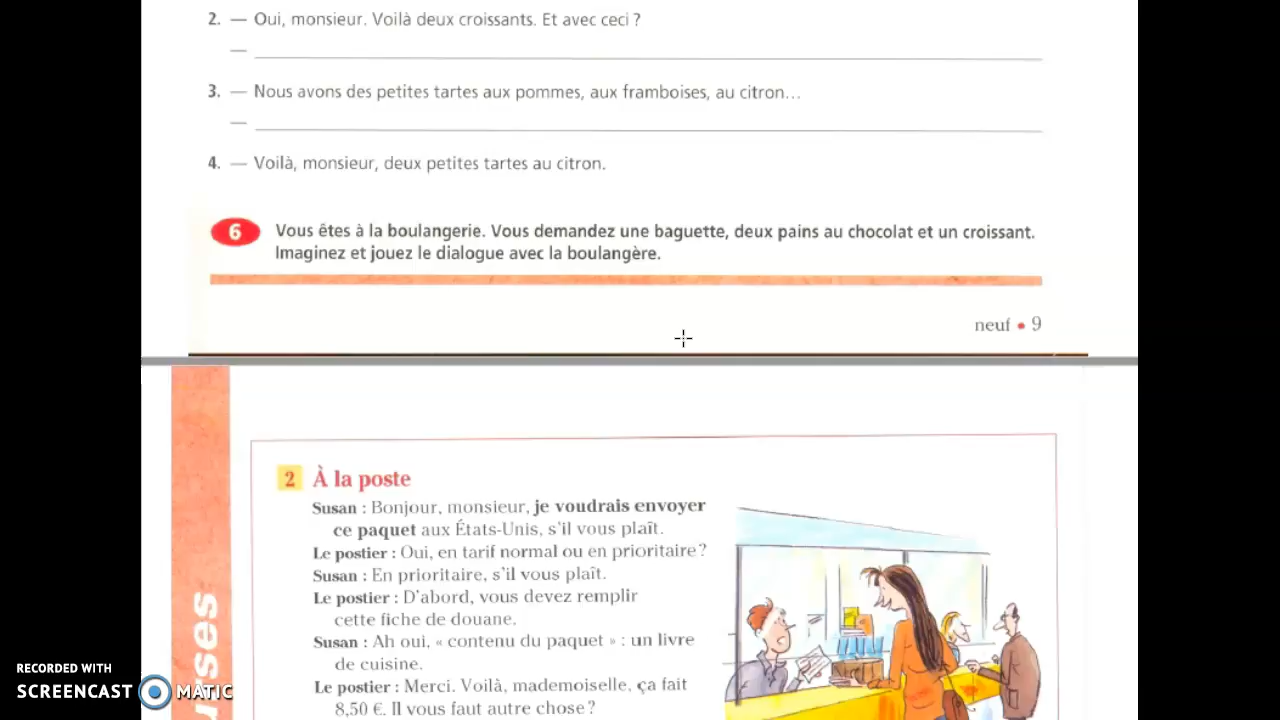 2. — Oui, monsieur. Voilà deux croissants. Et avec ceci ?
—
3. — Nous avons des petites tartes aux pommes, aux framboises, au citron…
—
4. — Voilà, monsieur, deux petites tartes au citron.
6 Vous êtes à la boulangerie. Vous demandez une baguette, deux pains au chocolat et un croissant.
Imaginez et jouez le dialogue avec la boulangère.
neuf • 9
2 À la poste
Susan : Bonjour, monsieur, je voudrais envoyer
ce paquet aux États-Unis, s'il vous plaît.
Le postier : Oui, en tarif normal ou en prioritaire ?
Susan : En prioritaire, s'il vous plaît.
Le postier : D'abord, vous devez remplir
cette fiche de douane.
Susan : Ah oui, « contenu du paquet » : un livre
de cuisine.
Le postier : Merci. Voilà, mademoiselle, ça fait
8,50 €. Il vous faut autre chose ?
RECORDED WITH
SCREENCAST MATIC